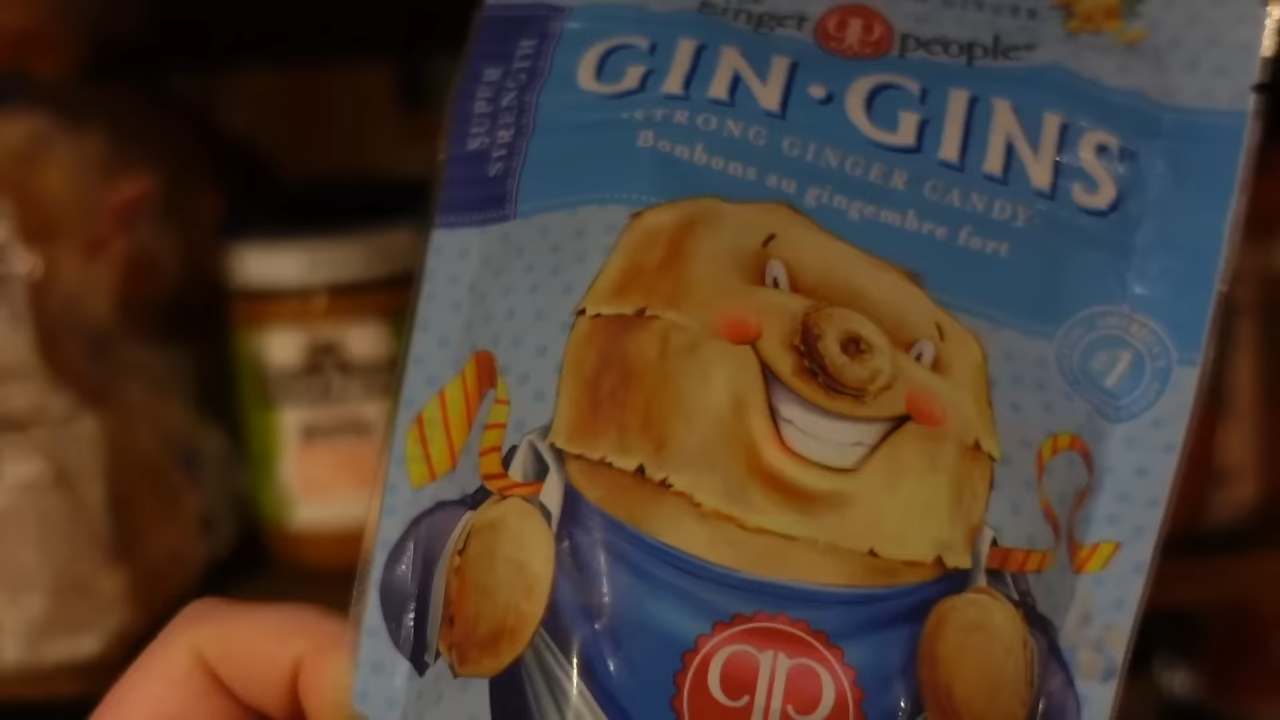 ginger gp people
GIN·GINS
SUPER
STRENGTH
STRONG GINGER CANDY
Bonbons au gingembre fort
#1
gp